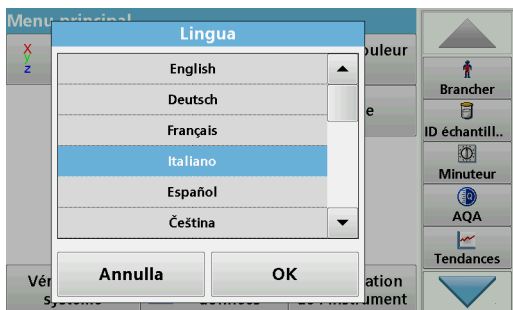 Menu principal
Lingua
X
y
z
English
Deutsch
Français
Italiano
Español
Čeština
Annulla
OK
Brancher
ID échantill..
Minuteur
AQA
Tendances